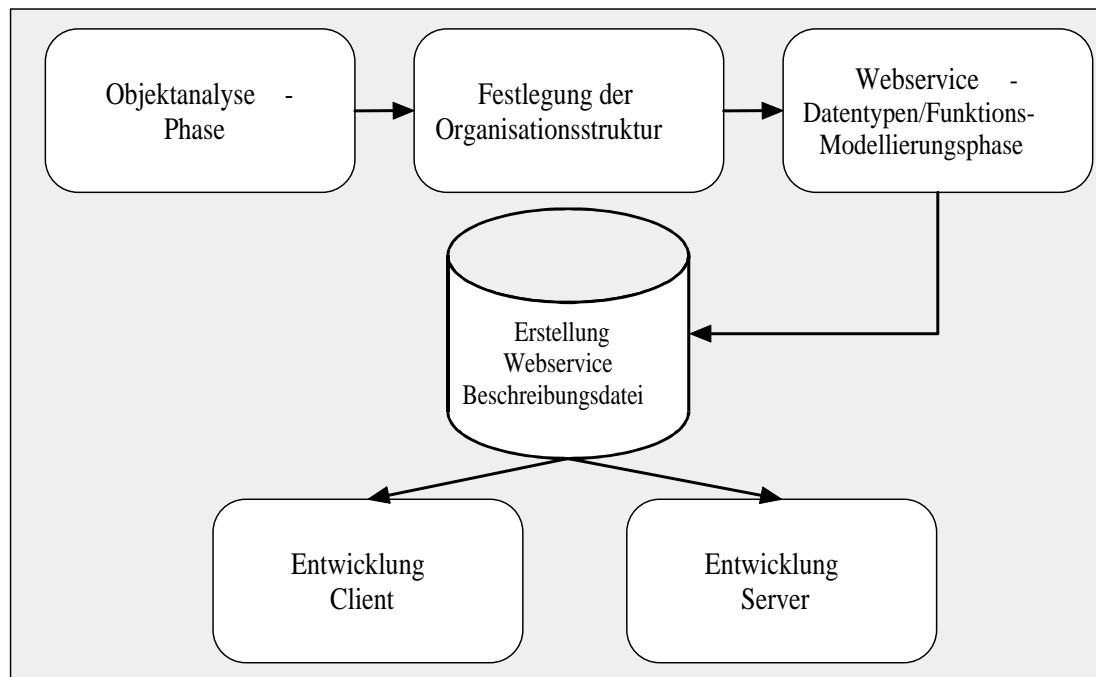 Objektanalyse -
Phase
Festlegung der
Organisationsstruktur
Webservice -
Datentypen/Funktions-
Modellierungsphase
Erstellung
Webservice
Beschreibungsdatei
Entwicklung
Client
Entwicklung
Server